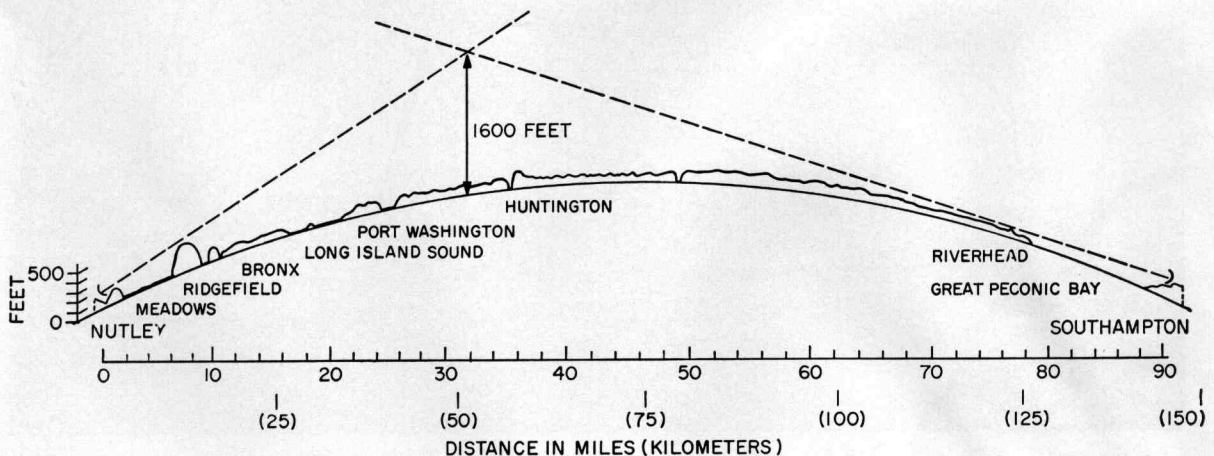 1600 FEET
HUNTINGTON
PORT WASHINGTON
LONG ISLAND SOUND
BRONX
RIDGEFIELD
MEADOWS
NUTLEY
RIVERHEAD
GREAT PECONIC BAY
SOUTHAMPTON
FEET
500
0
0 10 20 30 40 50 60 70 80 90
(25) (50) (75) (100) (125) (150)
DISTANCE IN MILES (KILOMETERS)